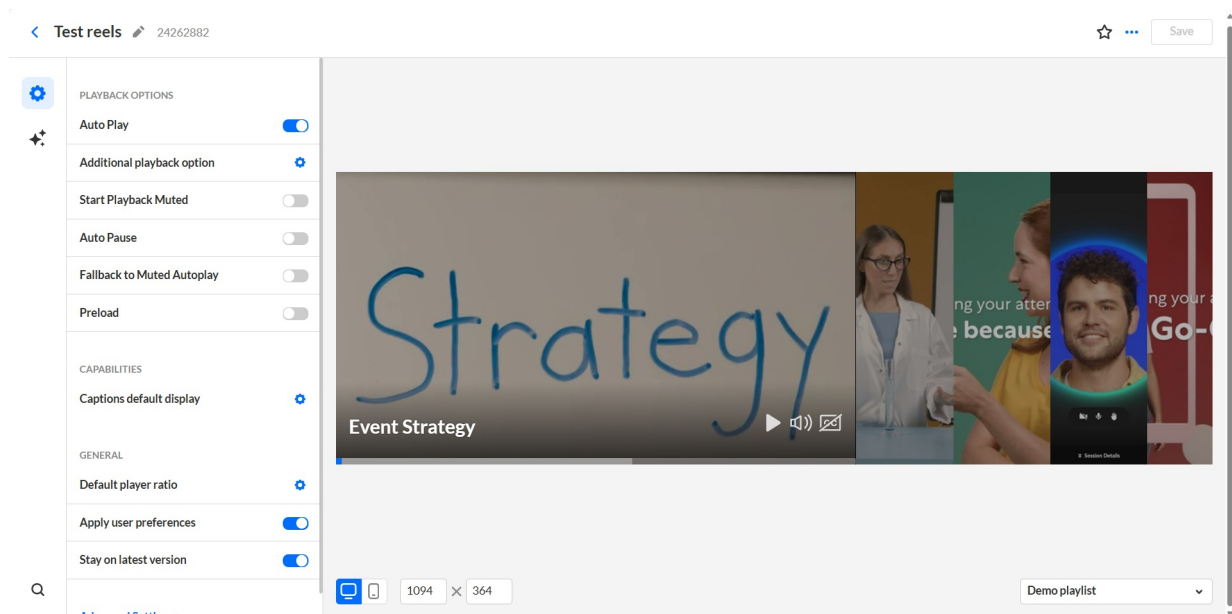 Test reels 24262882
Save
PLAYBACK OPTIONS
Auto Play
Additional playback option
Start Playback Muted
Auto Pause
Fallback to Muted Autoplay
Preload
CAPABILITIES
Captions default display
GENERAL
Default player ratio
Apply user preferences
Stay on latest version
Strategy
Event Strategy
CC
ng your atter
because
ng your a
Go-
Session Details
1094 364
Demo playlist